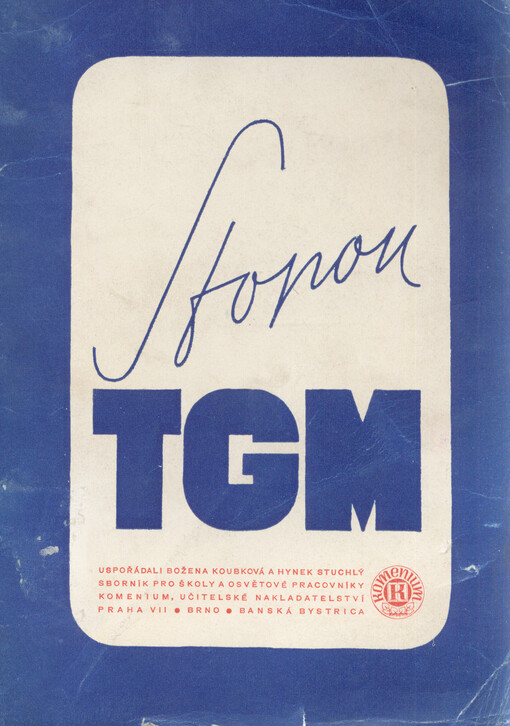 Stopou
TGM
USPOŘÁDALI BOŽENA KOUBKOVÁ A HYNEK STUCHLÝ
SBORNÍK PRO ŠKOLY A OSVĚTOVÉ PRACOVNÍKY
KOMENIUM, UČITELSKÉ NAKLADATELSTVÍ
PRAHA VII ● BRNO ● BANSKÁ BYSTRICA
Komenium
K